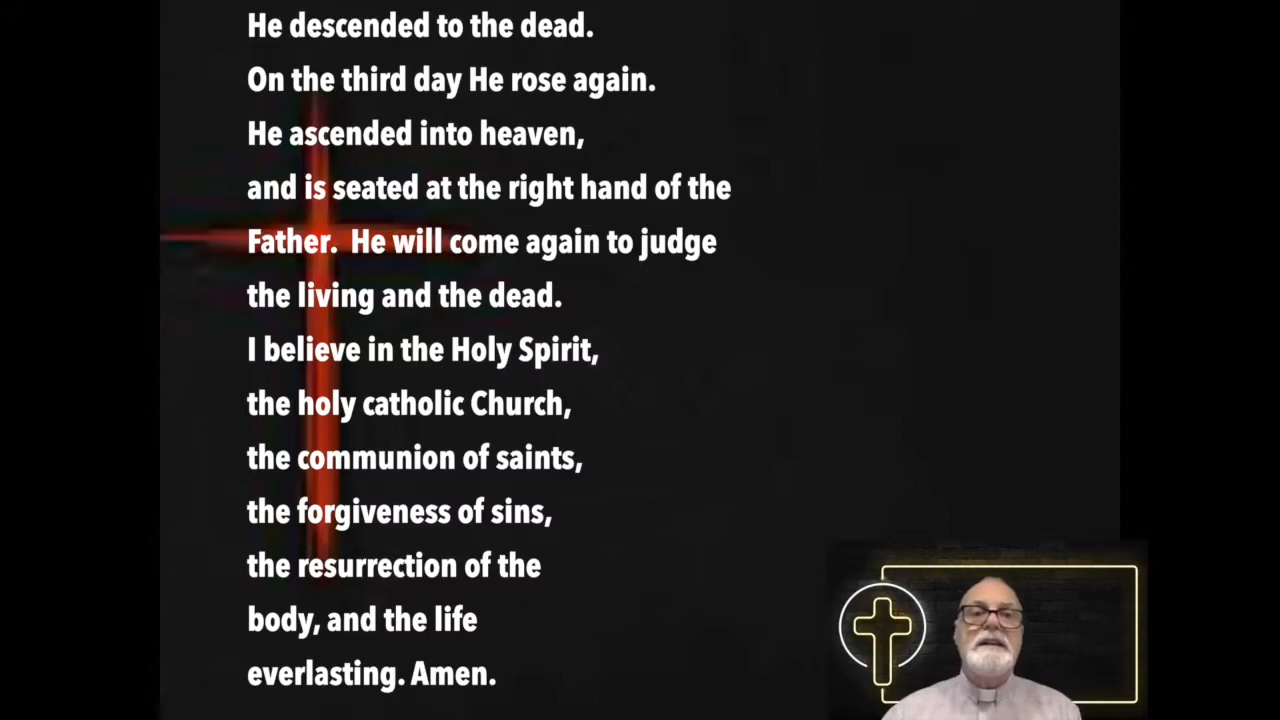 He descended to the dead.
On the third day He rose again.
He ascended into heaven,
and is seated at the right hand of the
Father.  He will come again to judge
the living and the dead.
I believe in the Holy Spirit,
the holy catholic Church,
the communion of saints,
the forgiveness of sins,
the resurrection of the
body, and the life
everlasting. Amen.